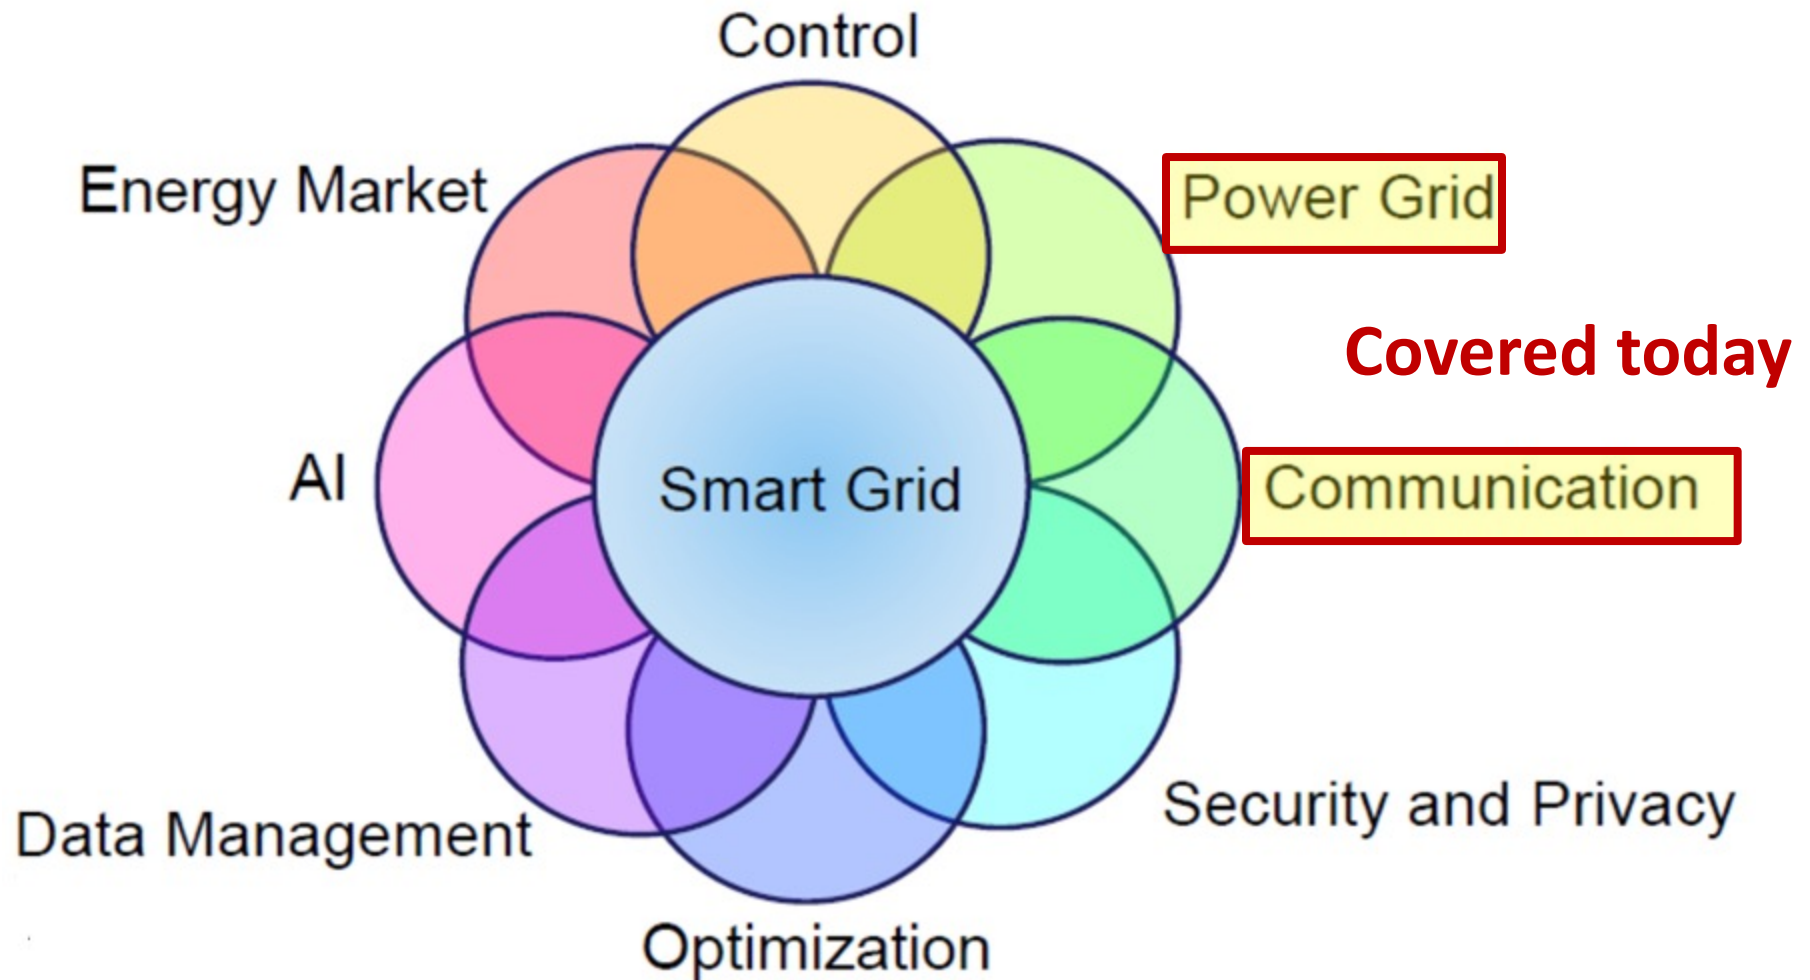 Control
Energy Market
Power Grid
Covered today
AI
Smart Grid
Communication
Security and Privacy
Data Management
Optimization